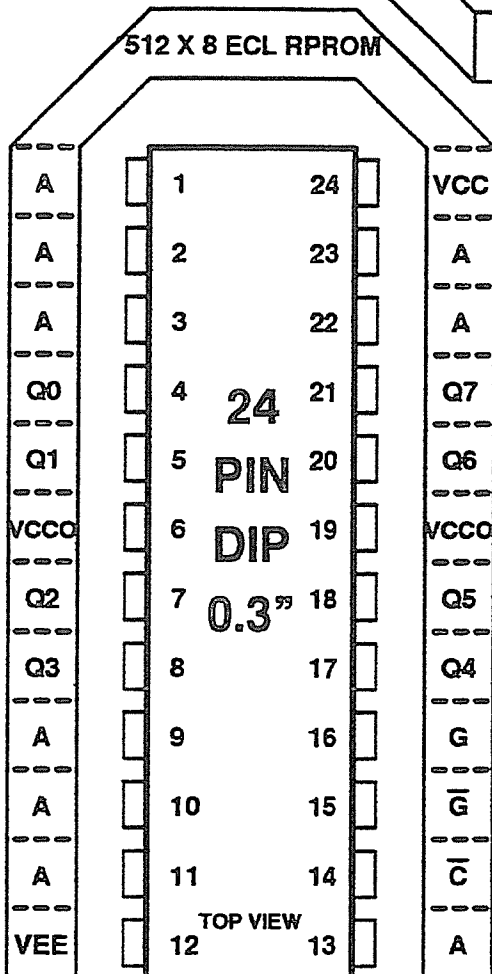 512 X 8 ECL RPROM
A 1 24 VCC
A 2 23 A
A 3 22 A
Q0 4 21 Q7
24
Q1 5 20 Q6
PIN
VCCO 6 19 VCCO
DIP
Q2 7 18 Q5
0.3"
Q3 8 17 Q4
A 9 16 G
A 10 15 G̅
A 11 14 C̅
TOP VIEW
VEE 12 13 A